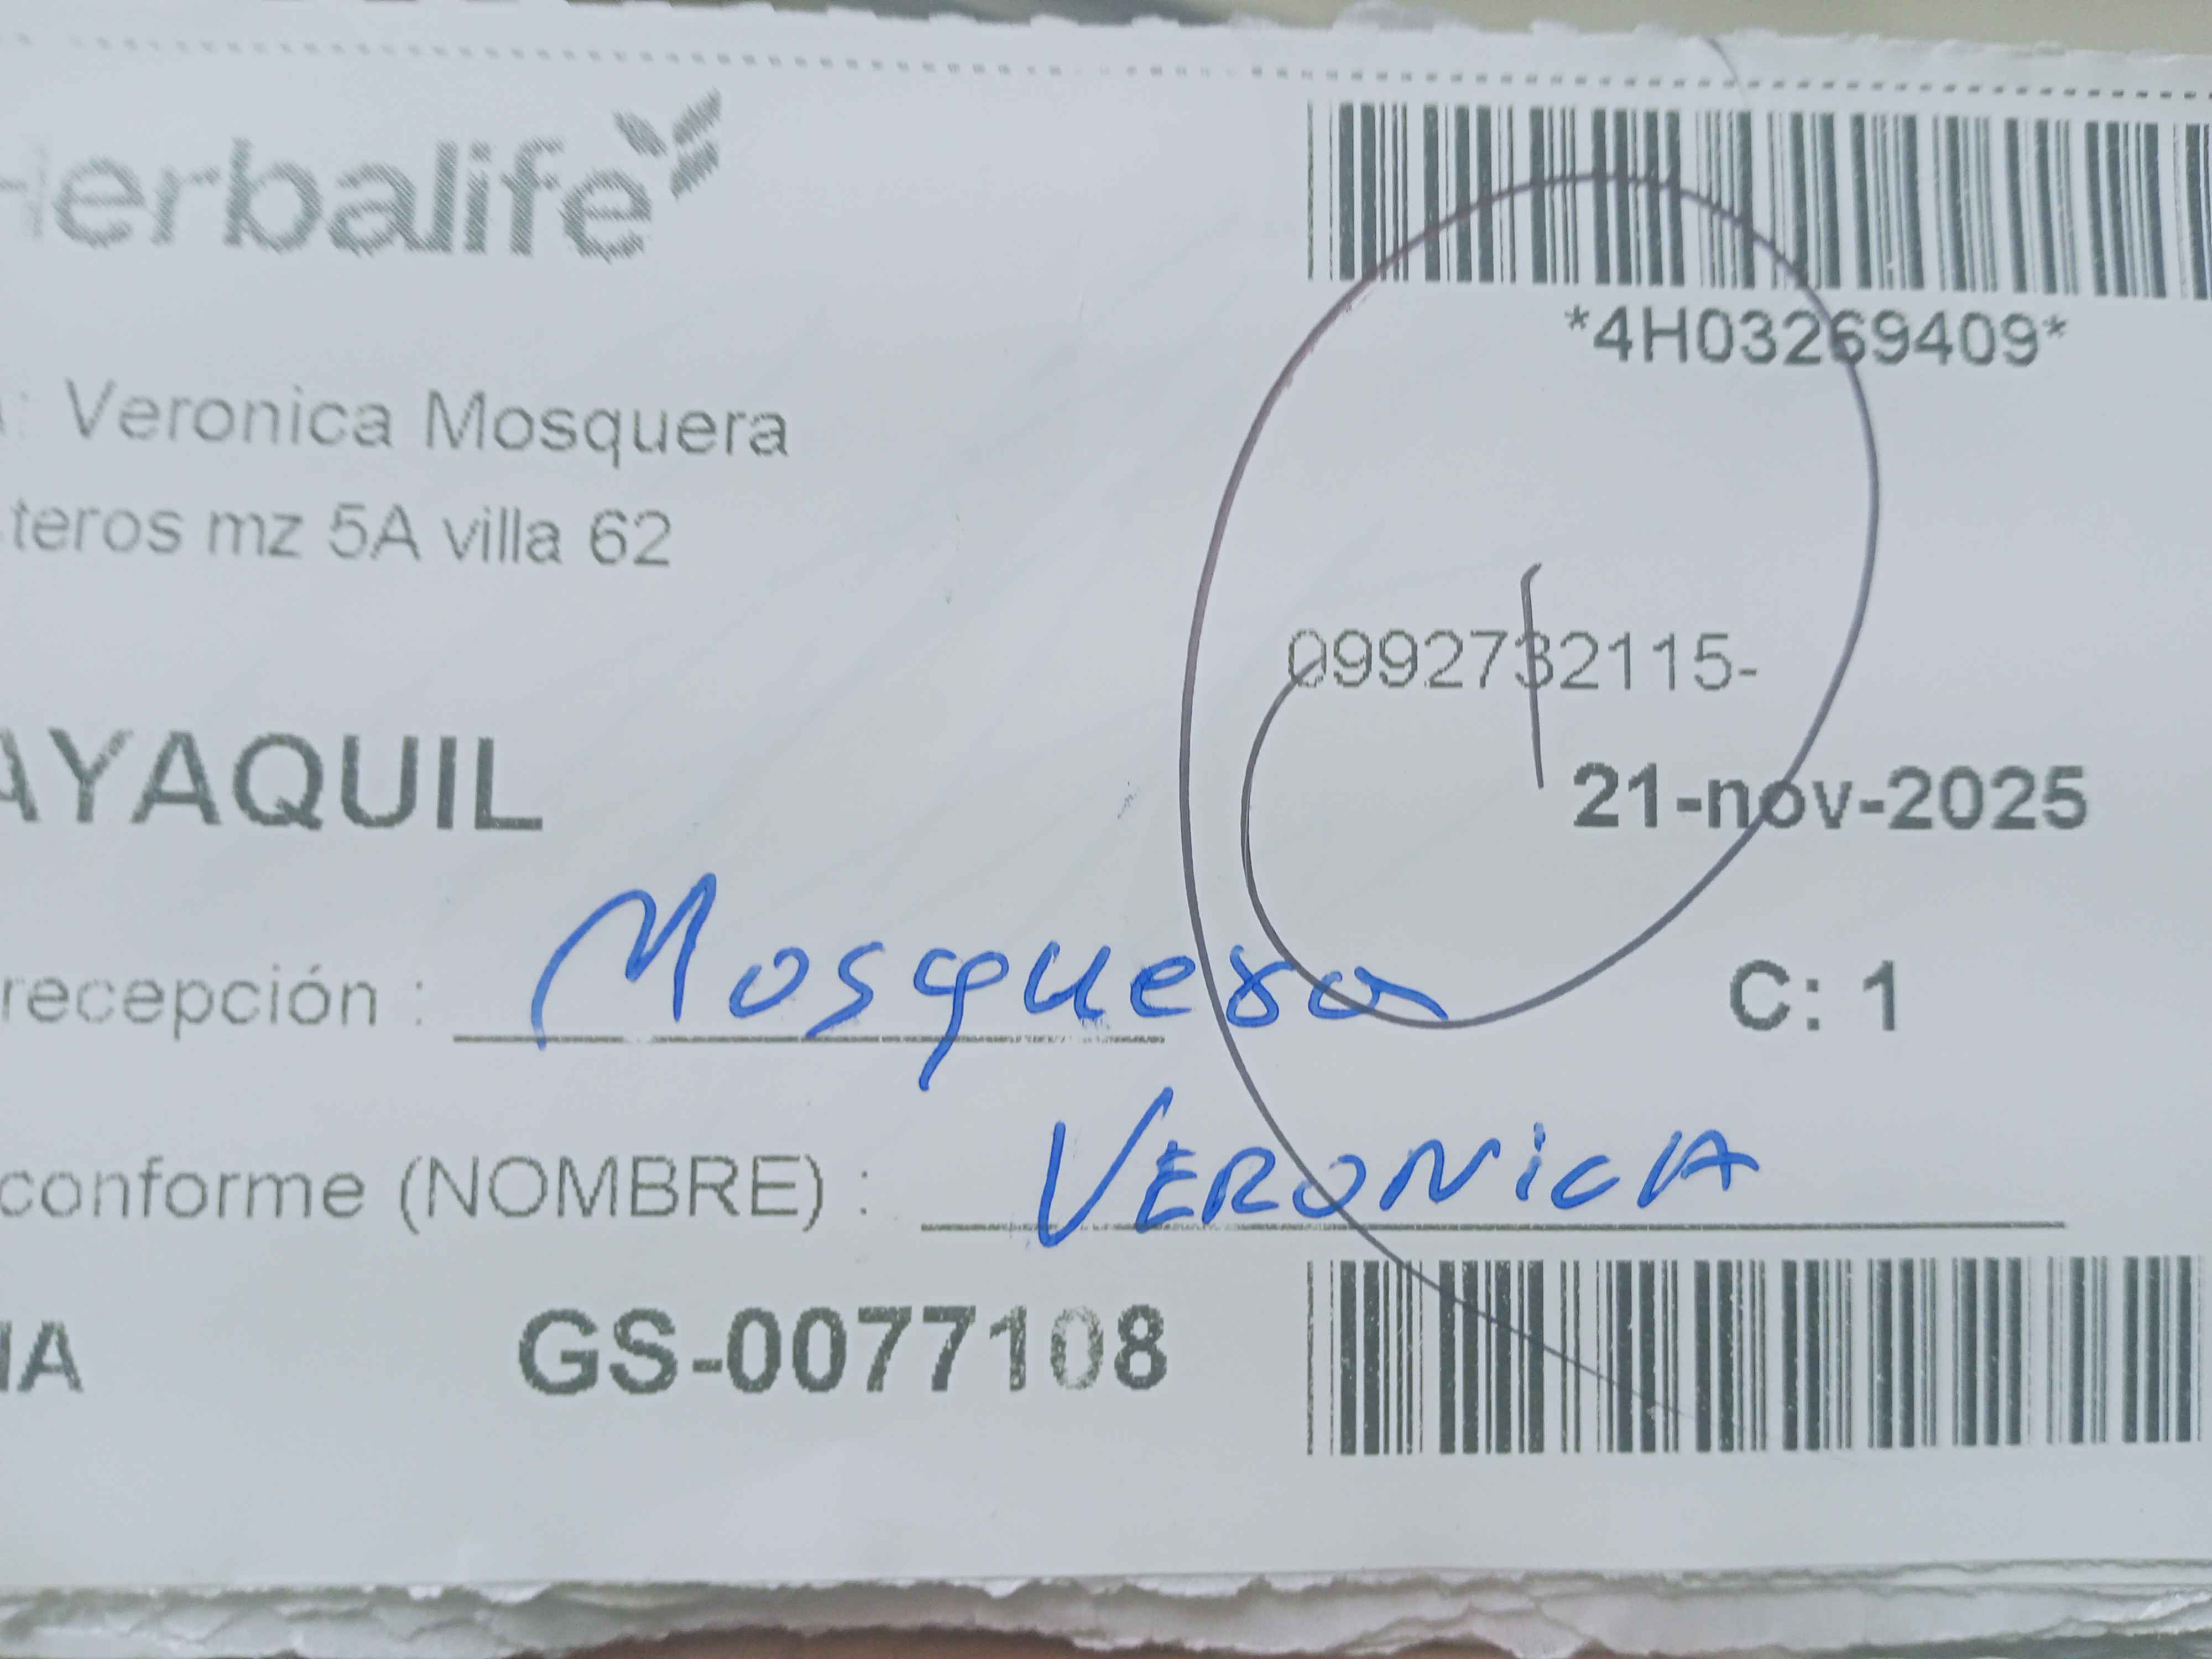 Herbalife
*4H03269409*
: Veronica Mosquera
teros mz 5A villa 62
0992732115-
AYAQUIL
21-nov-2025
recepción : Mosquera
C: 1
conforme (NOMBRE) : VERONiCA
IA GS-0077108